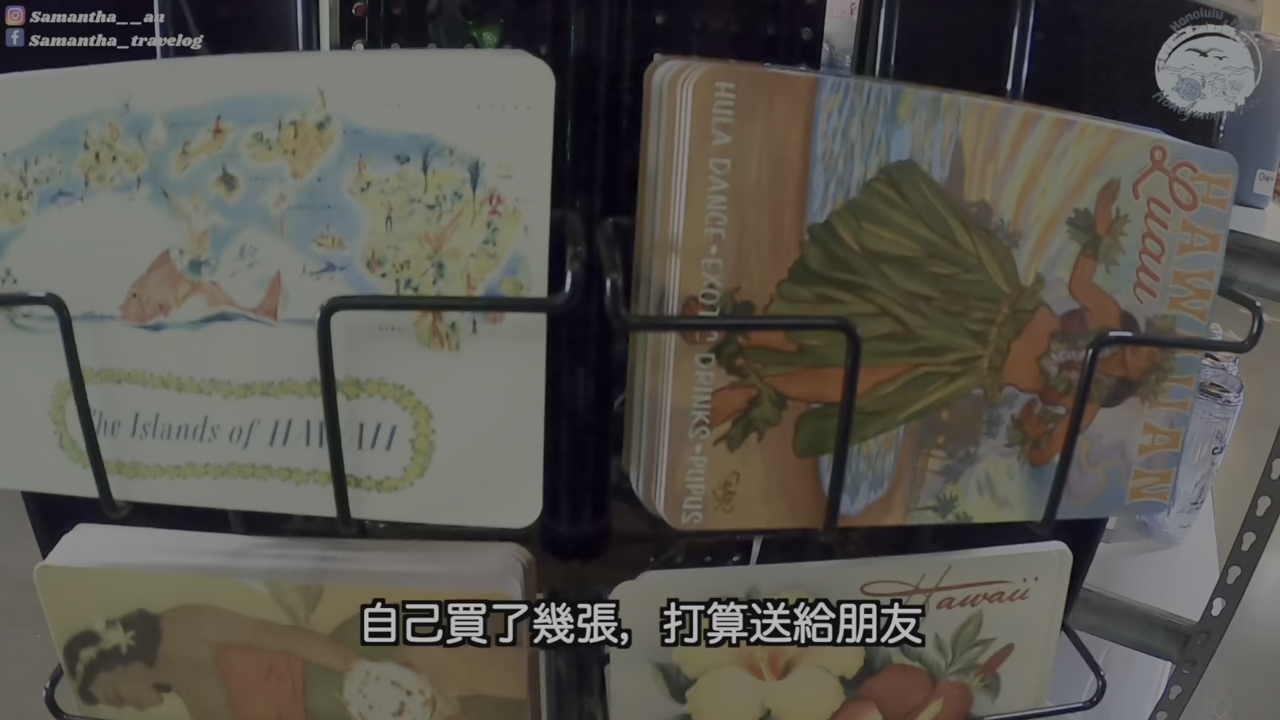 Samantha__au
Samantha_travelog
Honolulu
HULA DANCE • EXOTIC DRINKS • PUPUS
HAWAIIAN
Luau
The Islands of HAWAII
Hawaii
自己買了幾張, 打算送給朋友